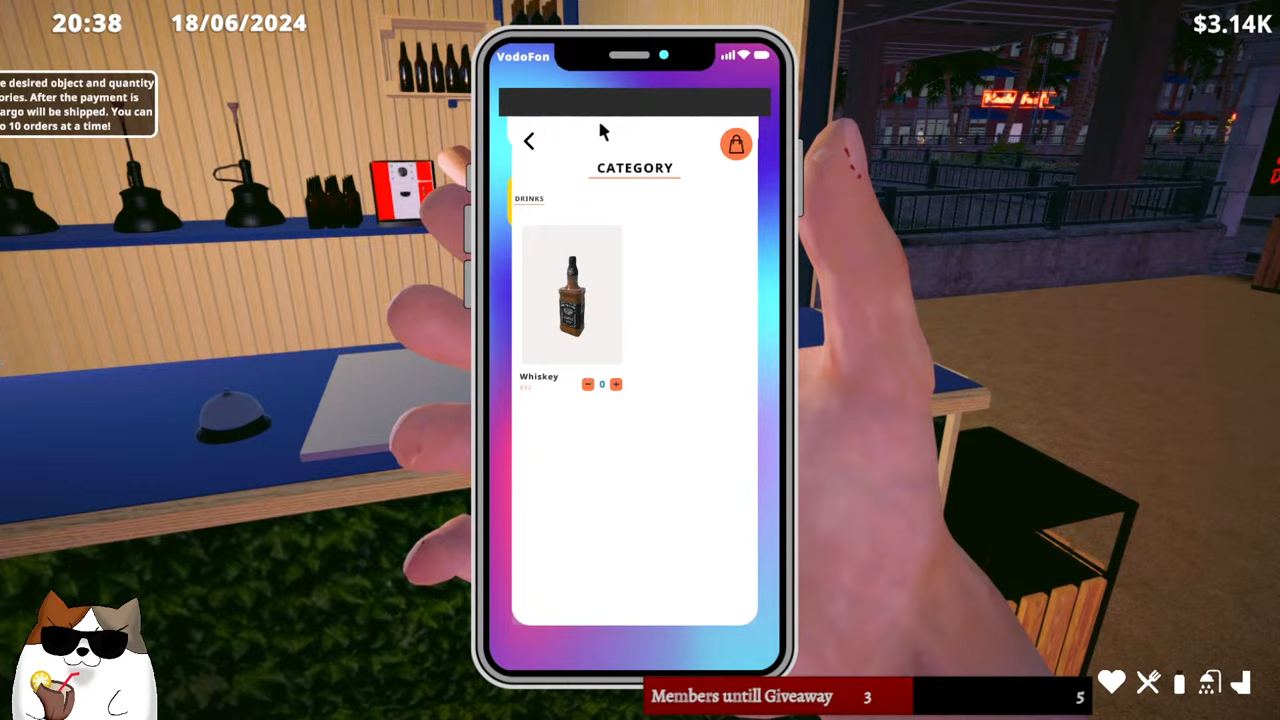 20:38
18/06/2024
$3.14K
e desired object and quantity
ories. After the payment is
argo will be shipped. You can
o 10 orders at a time!
VodoFon
CATEGORY
DRINKS
Whiskey
0
Members untill Giveaway 3 5